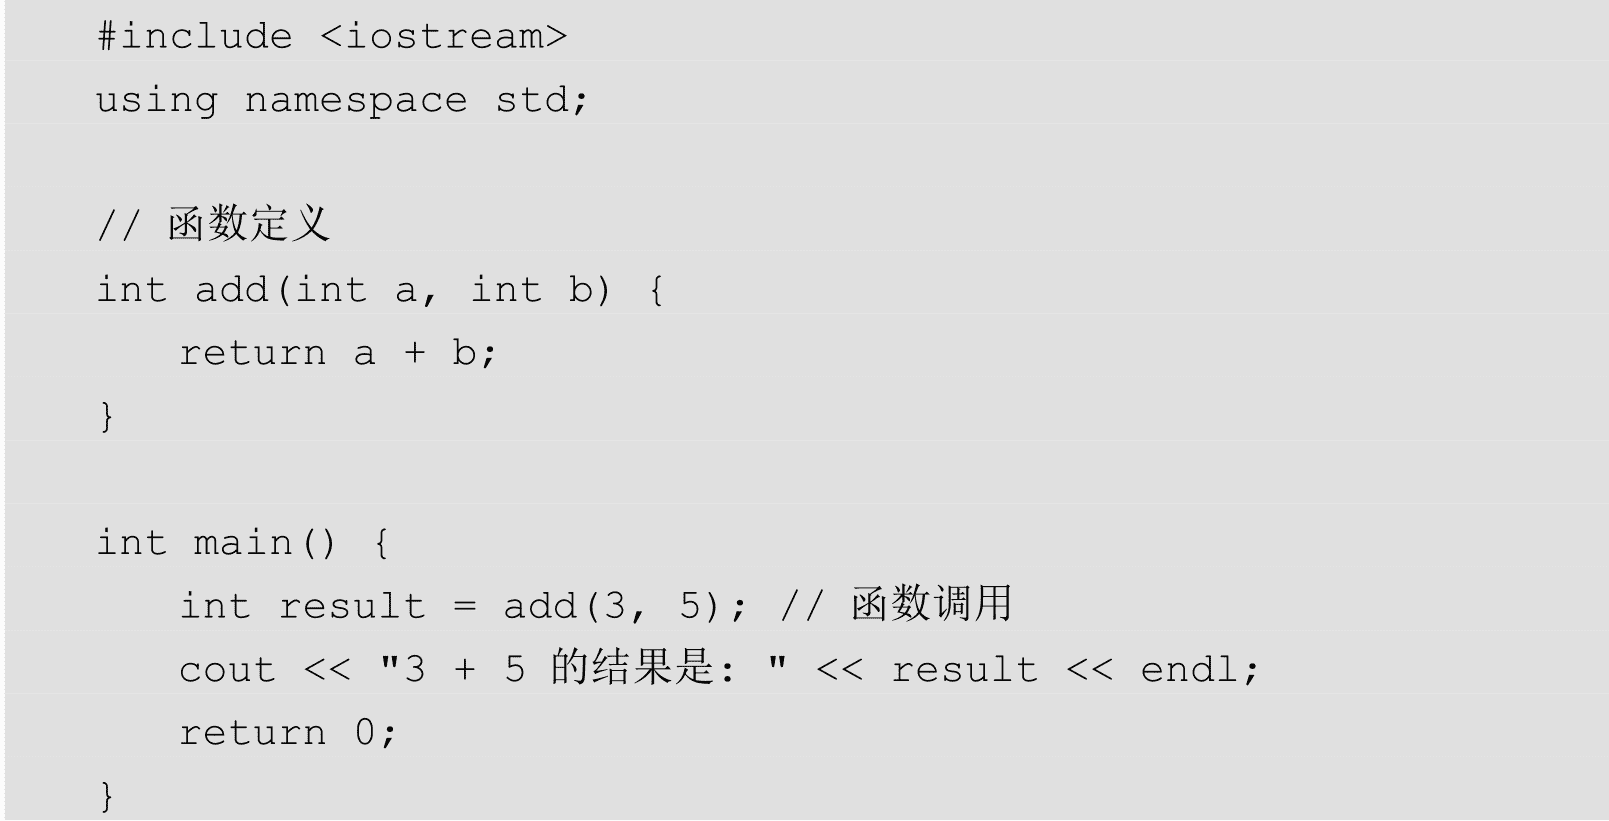 #include <iostream>
using namespace std;
// 函数定义
int add(int a, int b) {
return a + b;
}
int main() {
int result = add(3, 5); // 函数调用
cout << "3 + 5 的结果是: " << result << endl;
return 0;
}